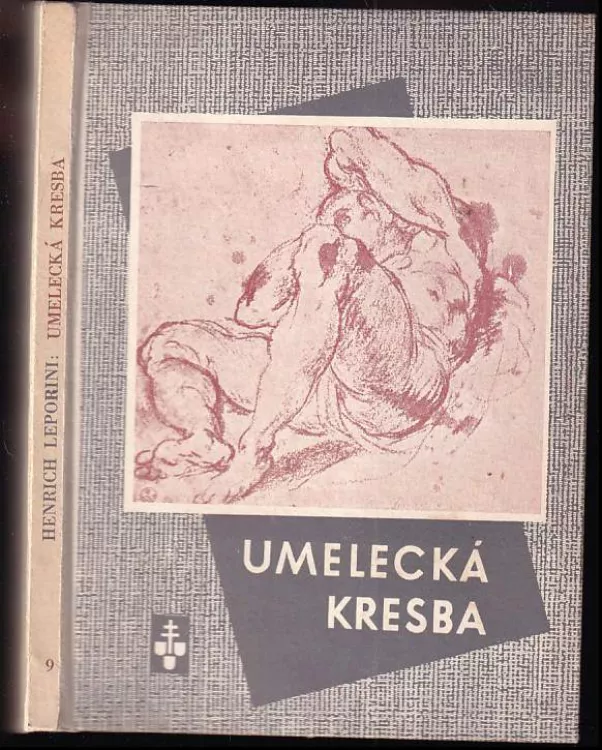 HENRICH LEPORINI: UMELECKÁ KRESBA
9
UMELECKÁ
KRESBA